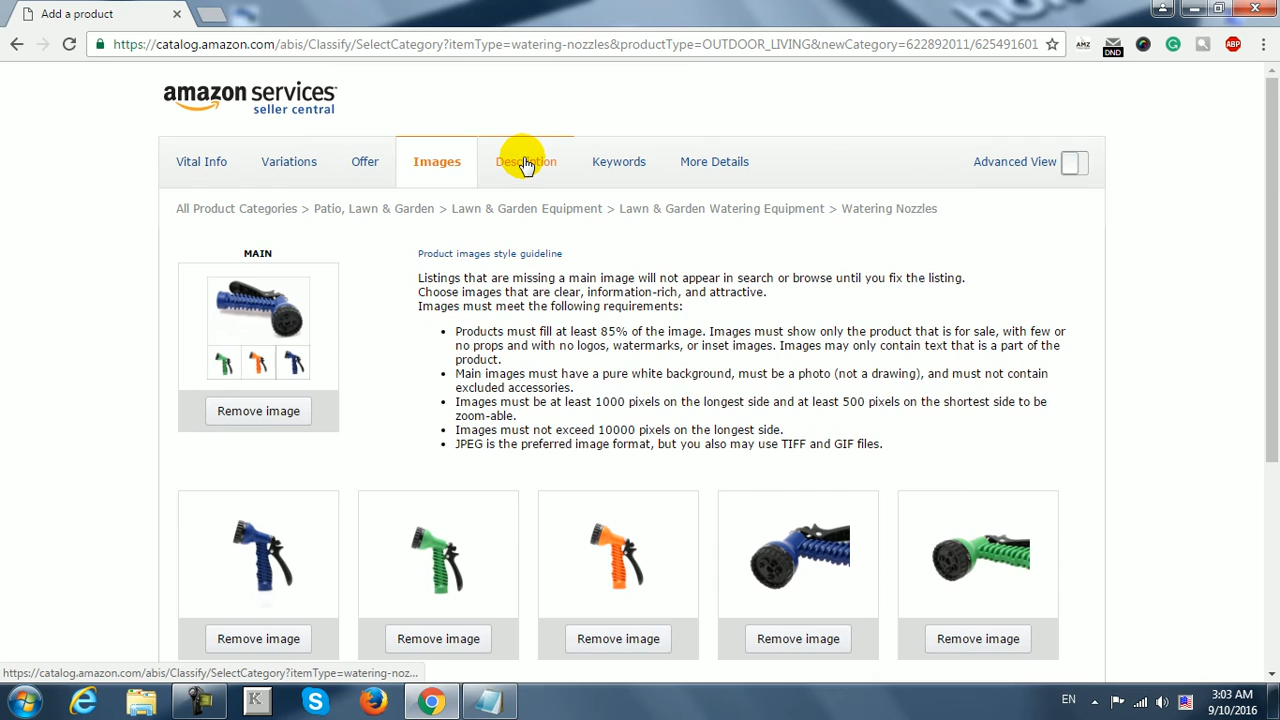 Add a product
https://catalog.amazon.com/abis/Classify/SelectCategory?itemType=watering-nozzles&productType=OUTDOOR_LIVING&newCategory=622892011/625491601
AMZ
DND
ABP
amazon services
seller central
Vital Info
Variations
Offer
Images
Description
Keywords
More Details
Advanced View
All Product Categories > Patio, Lawn & Garden > Lawn & Garden Equipment > Lawn & Garden Watering Equipment > Watering Nozzles
MAIN
Remove image
Product images style guideline
Listings that are missing a main image will not appear in search or browse until you fix the listing.
Choose images that are clear, information-rich, and attractive.
Images must meet the following requirements:
• Products must fill at least 85% of the image. Images must show only the product that is for sale, with few or
no props and with no logos, watermarks, or inset images. Images may only contain text that is a part of the
product.
• Main images must have a pure white background, must be a photo (not a drawing), and must not contain
excluded accessories.
• Images must be at least 1000 pixels on the longest side and at least 500 pixels on the shortest side to be
zoom-able.
• Images must not exceed 10000 pixels on the longest side.
• JPEG is the preferred image format, but you also may use TIFF and GIF files.
Remove image
Remove image
Remove image
Remove image
Remove image
https://catalog.amazon.com/abis/Classify/SelectCategory?itemType=watering-noz...
EN
3:03 AM
9/10/2016